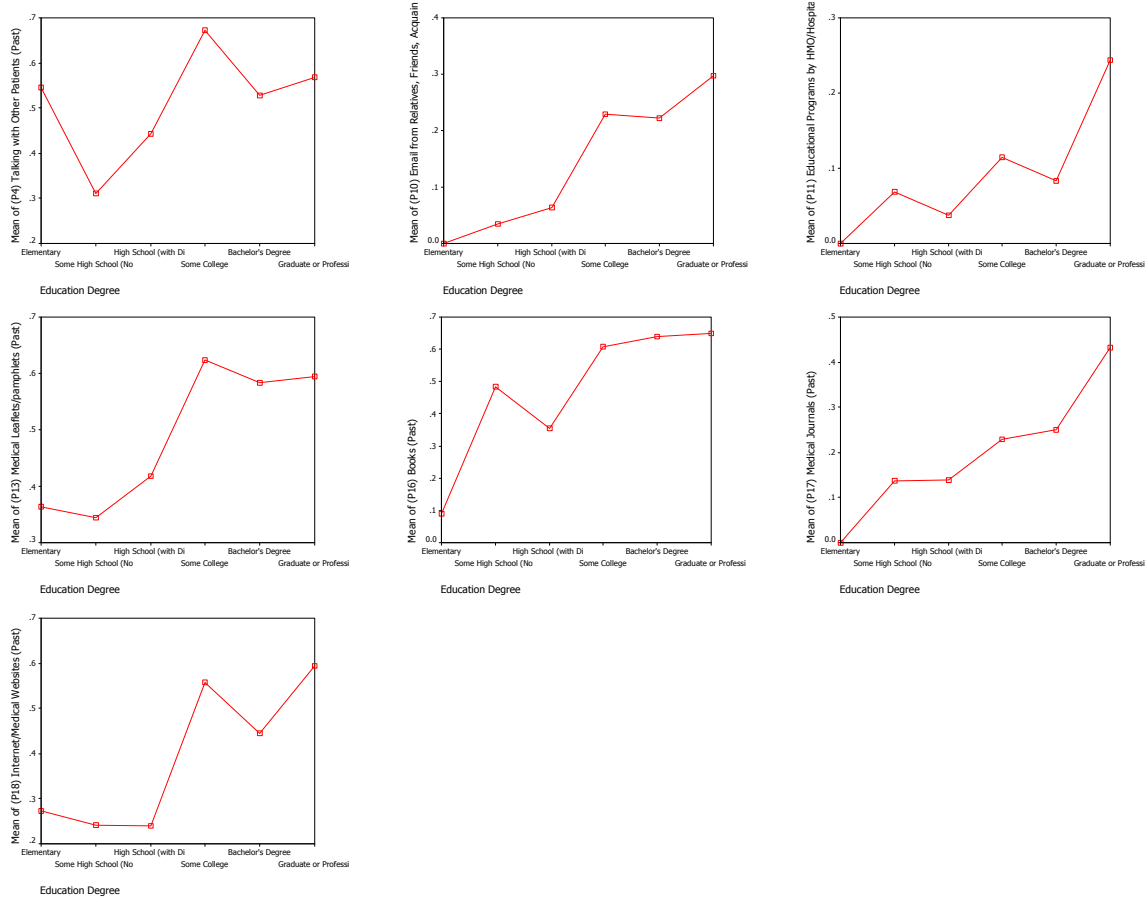 Mean of (P4) Talking with Other Patients (Past)
.7
.6
.5
.4
.3
.2
Elementary
High School (with Di
Bachelor's Degree
Some High School (No
Some College
Graduate or Professi
Education Degree
Mean of (P10) Email from Relatives, Friends, Acquain
.4
.3
.2
.1
0.0
Elementary
High School (with Di
Bachelor's Degree
Some High School (No
Some College
Graduate or Professi
Education Degree
Mean of (P11) Educational Programs by HMO/Hospita
.3
.2
.1
0.0
Elementary
High School (with Di
Bachelor's Degree
Some High School (No
Some College
Graduate or Professi
Education Degree
Mean of (P13) Medical Leaflets/pamphlets (Past)
.7
.6
.5
.4
.3
Elementary
High School (with Di
Bachelor's Degree
Some High School (No
Some College
Graduate or Professi
Education Degree
Mean of (P16) Books (Past)
.7
.6
.5
.4
.3
.2
.1
0.0
Elementary
High School (with Di
Bachelor's Degree
Some High School (No
Some College
Graduate or Professi
Education Degree
Mean of (P17) Medical Journals (Past)
.5
.4
.3
.2
.1
0.0
Elementary
High School (with Di
Bachelor's Degree
Some High School (No
Some College
Graduate or Professi
Education Degree
Mean of (P18) Internet/Medical Websites (Past)
.7
.6
.5
.4
.3
.2
Elementary
High School (with Di
Bachelor's Degree
Some High School (No
Some College
Graduate or Professi
Education Degree